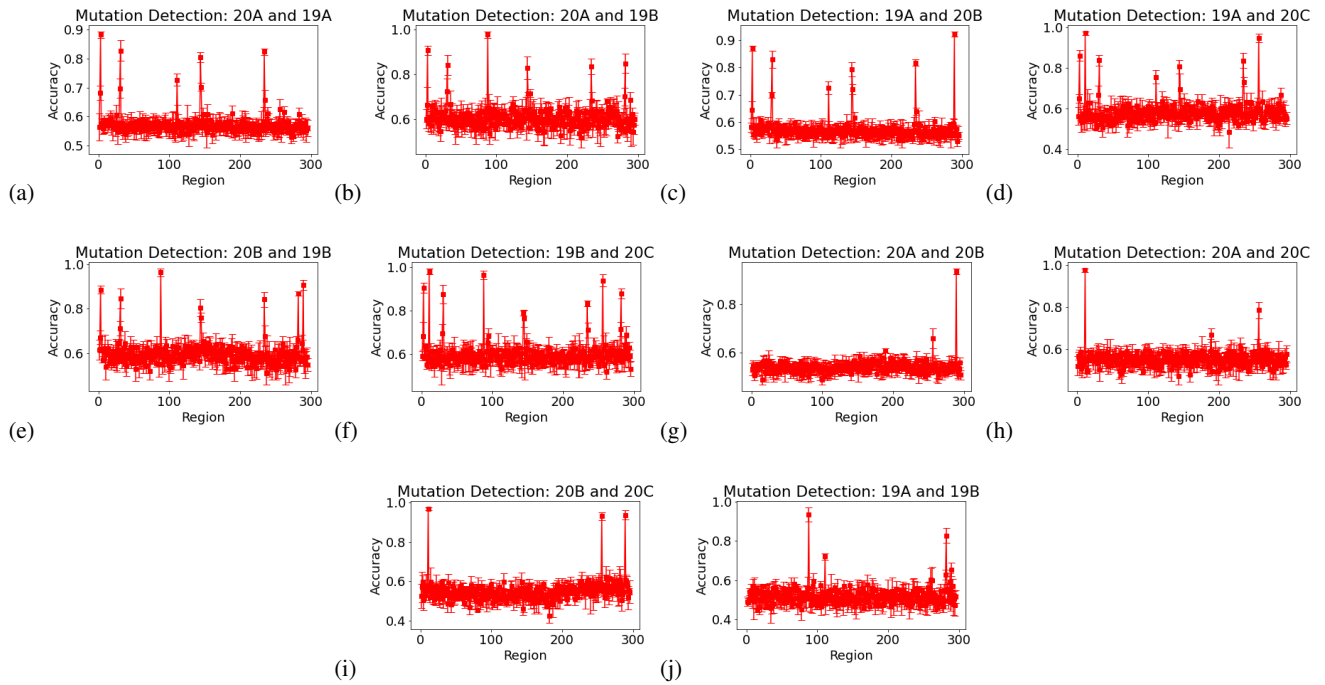 Mutation Detection: 20A and 19A
0.9
0.8
0.7
0.6
0.5
Accuracy
0 100 200 300
Region
(a)
Mutation Detection: 20A and 19B
1.0
0.8
0.6
Accuracy
0 100 200 300
Region
(b)
Mutation Detection: 19A and 20B
0.9
0.8
0.7
0.6
0.5
Accuracy
0 100 200 300
Region
(c)
Mutation Detection: 19A and 20C
1.0
0.8
0.6
0.4
Accuracy
0 100 200 300
Region
(d)
Mutation Detection: 20B and 19B
1.0
0.8
0.6
Accuracy
0 100 200 300
Region
(e)
Mutation Detection: 19B and 20C
1.0
0.8
0.6
Accuracy
0 100 200 300
Region
(f)
Mutation Detection: 20A and 20B
0.8
0.6
Accuracy
0 100 200 300
Region
(g)
Mutation Detection: 20A and 20C
1.0
0.8
0.6
Accuracy
0 100 200 300
Region
(h)
Mutation Detection: 20B and 20C
1.0
0.8
0.6
0.4
Accuracy
0 100 200 300
Region
(i)
Mutation Detection: 19A and 19B
1.0
0.8
0.6
0.4
Accuracy
0 100 200 300
Region
(j)